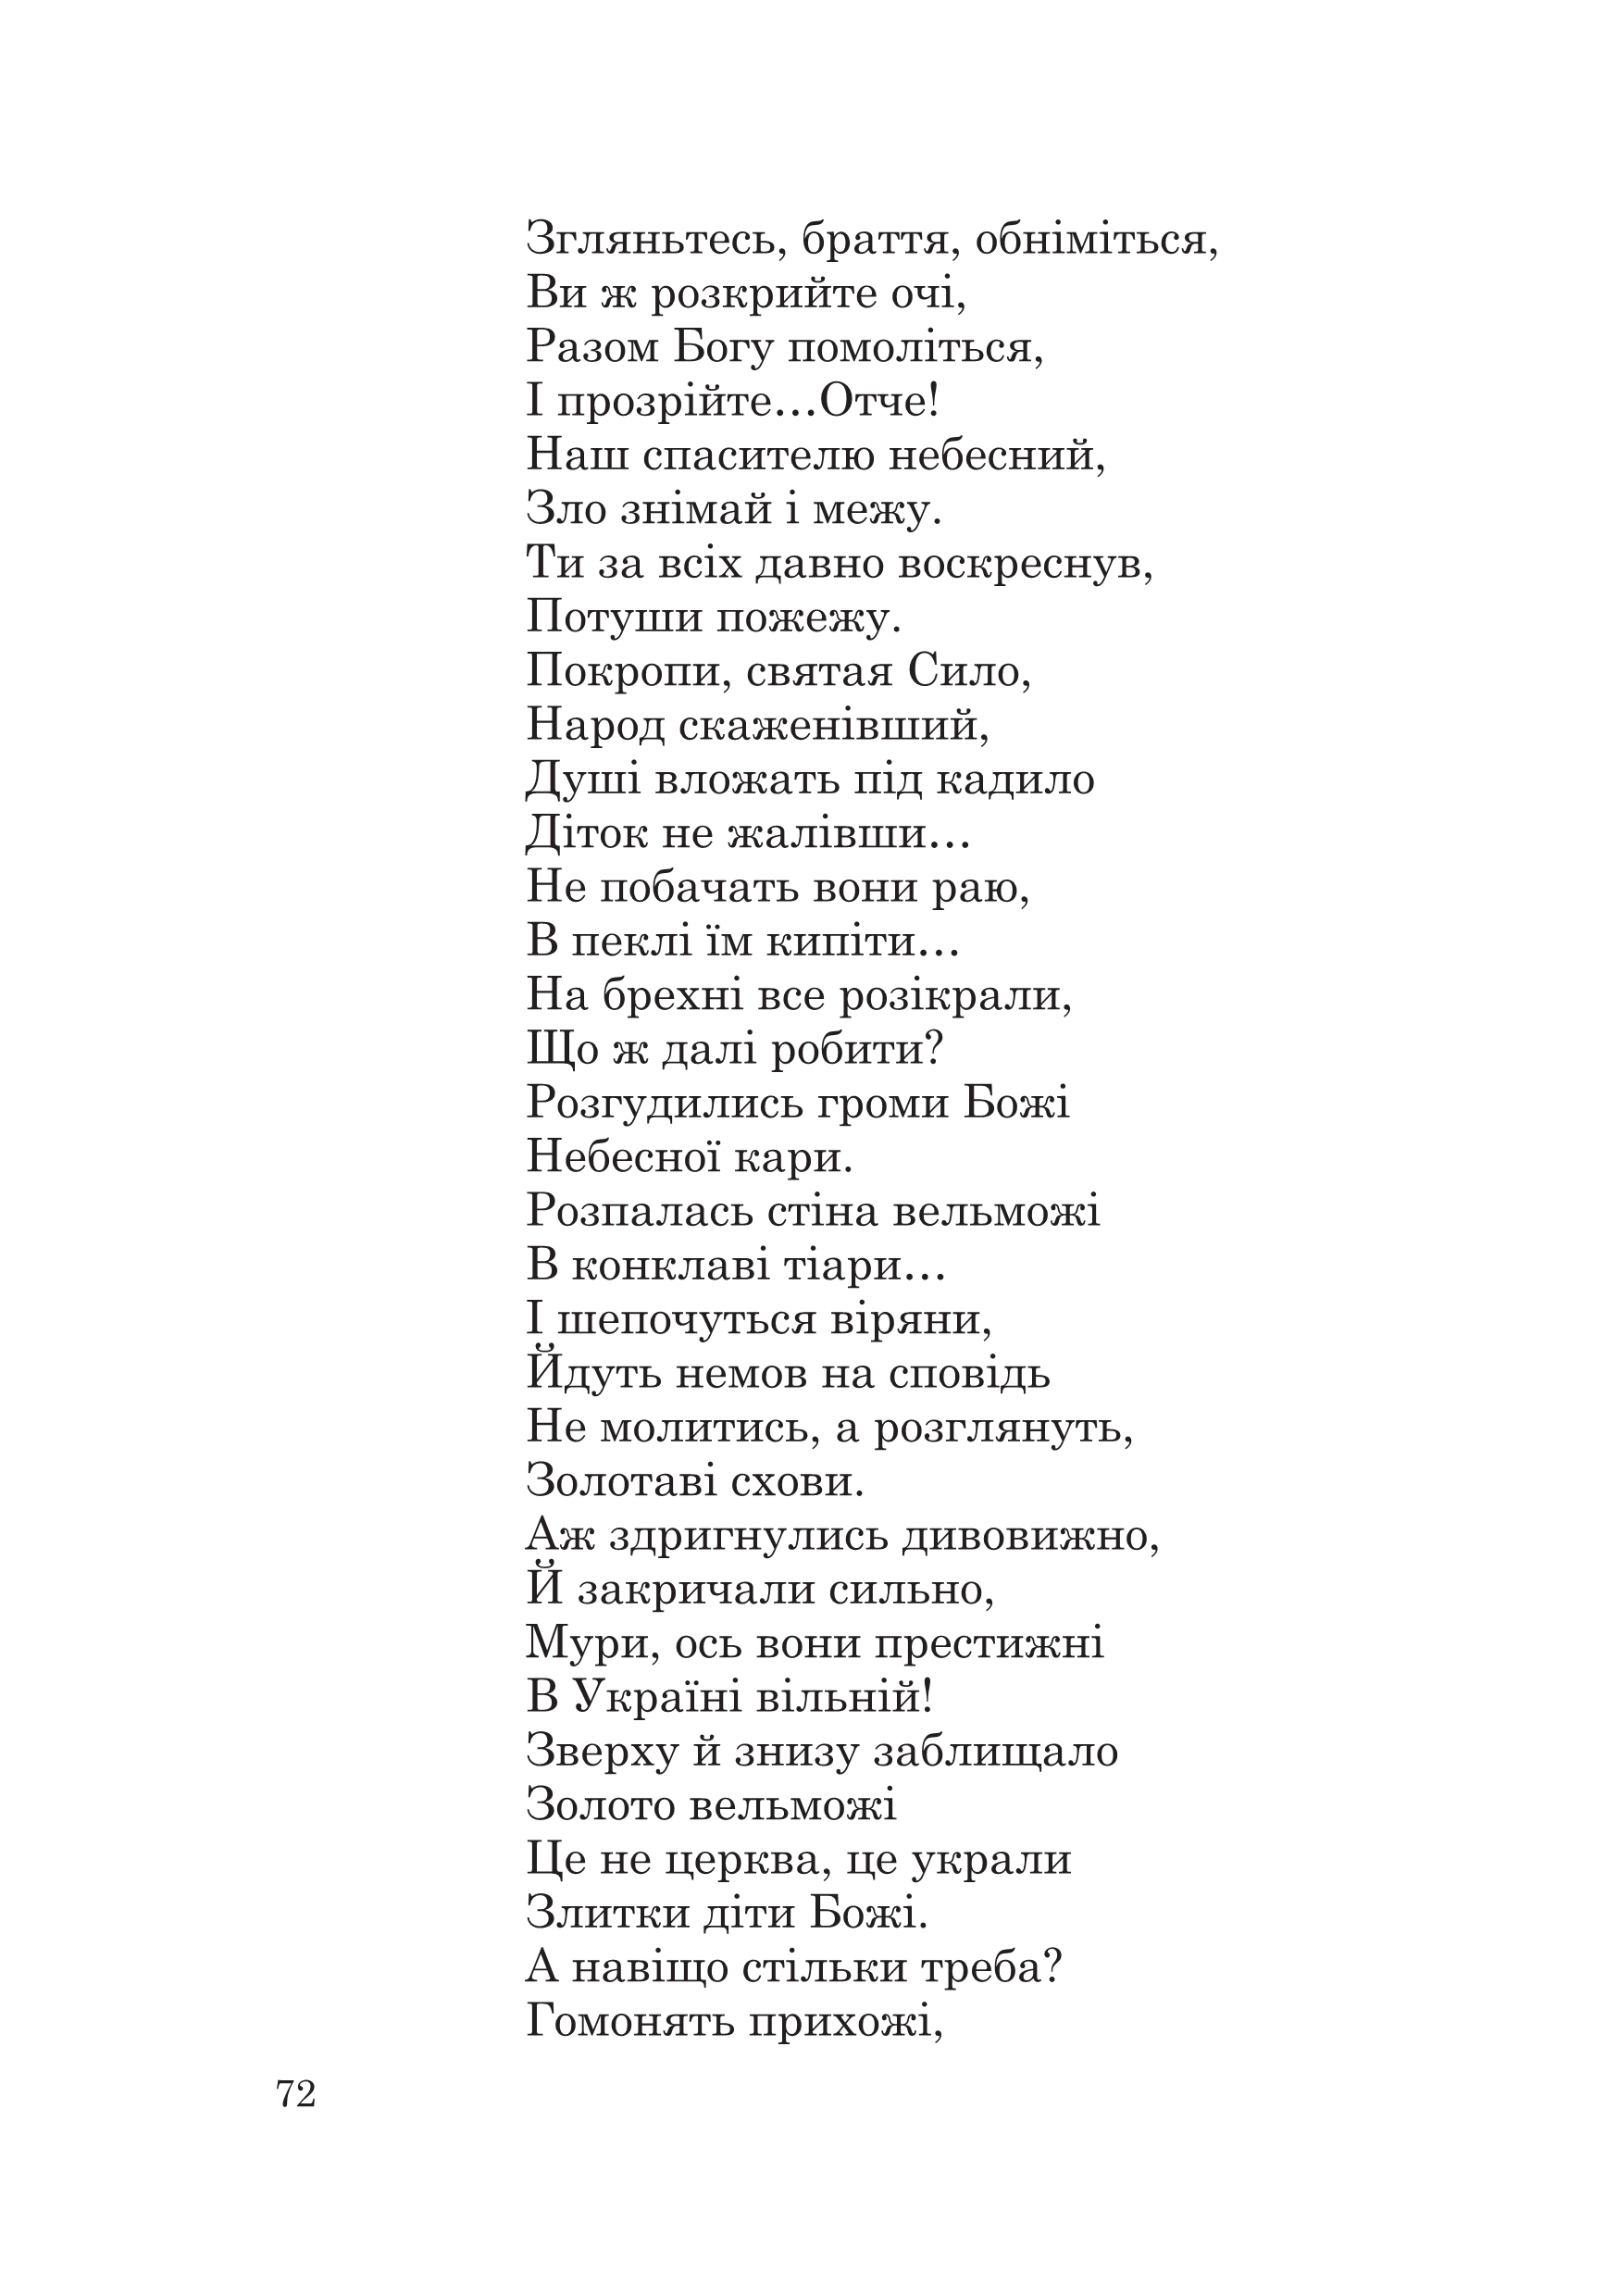 Згляньтесь, браття, обніміться,
Ви ж розкрийте очі,
Разом Богу помоліться,
І прозрійте...Отче!
Наш спасителю небесний,
Зло знімай і межу.
Ти за всіх давно воскреснув,
Потуши пожежу.
Покропи, святая Сило,
Народ скаженівший,
Душі вложать під кадило
Діток не жалівши...
Не побачать вони раю,
В пеклі їм кипіти...
На брехні все розікрали,
Що ж далі робити?
Розгудились громи Божі
Небесної кари.
Розпалась стіна вельможі
В конклаві тіари...
І шепочуться віряни,
Йдуть немов на сповідь
Не молитись, а розглянуть,
Золотаві схови.
Аж здригнулись дивовижно,
Й закричали сильно,
Мури, ось вони престижні
В Україні вільній!
Зверху й знизу заблищало
Золото вельможі
Це не церква, це украли
Злитки діти Божі.
А навіщо стільки треба?
Гомонять прихожі,
72